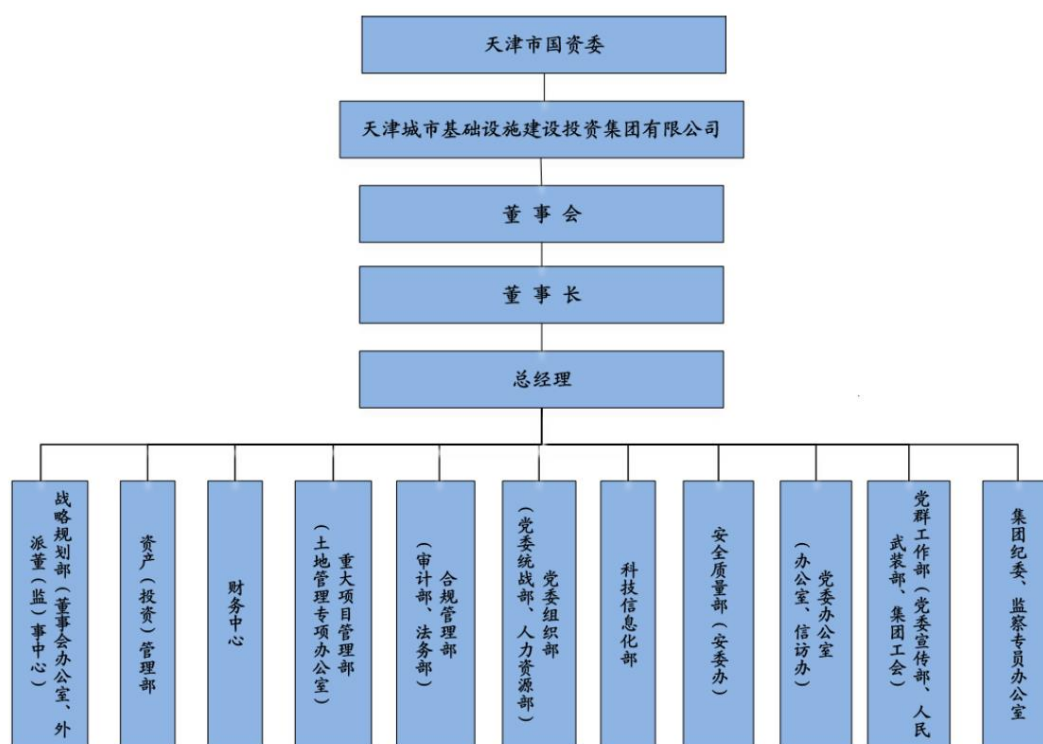 天津市国资委
天津城市基础设施建设投资集团有限公司
董事会
董事长
总经理
战略规划部（董事会办公室、外
派董（监）事中心）
资产（投资）管理部
财务中心
重大项目管理部
（土地管理专项办公室）
合规管理部
（审计部、法务部）
党委组织部
（党委统战部、人力资源部）
科技信息化部
安全质量部（安委办）
党委办公室
（办公室、信访办）
党群工作部（党委宣传部、人民
武装部、集团工会）
集团纪委、监察专员办公室